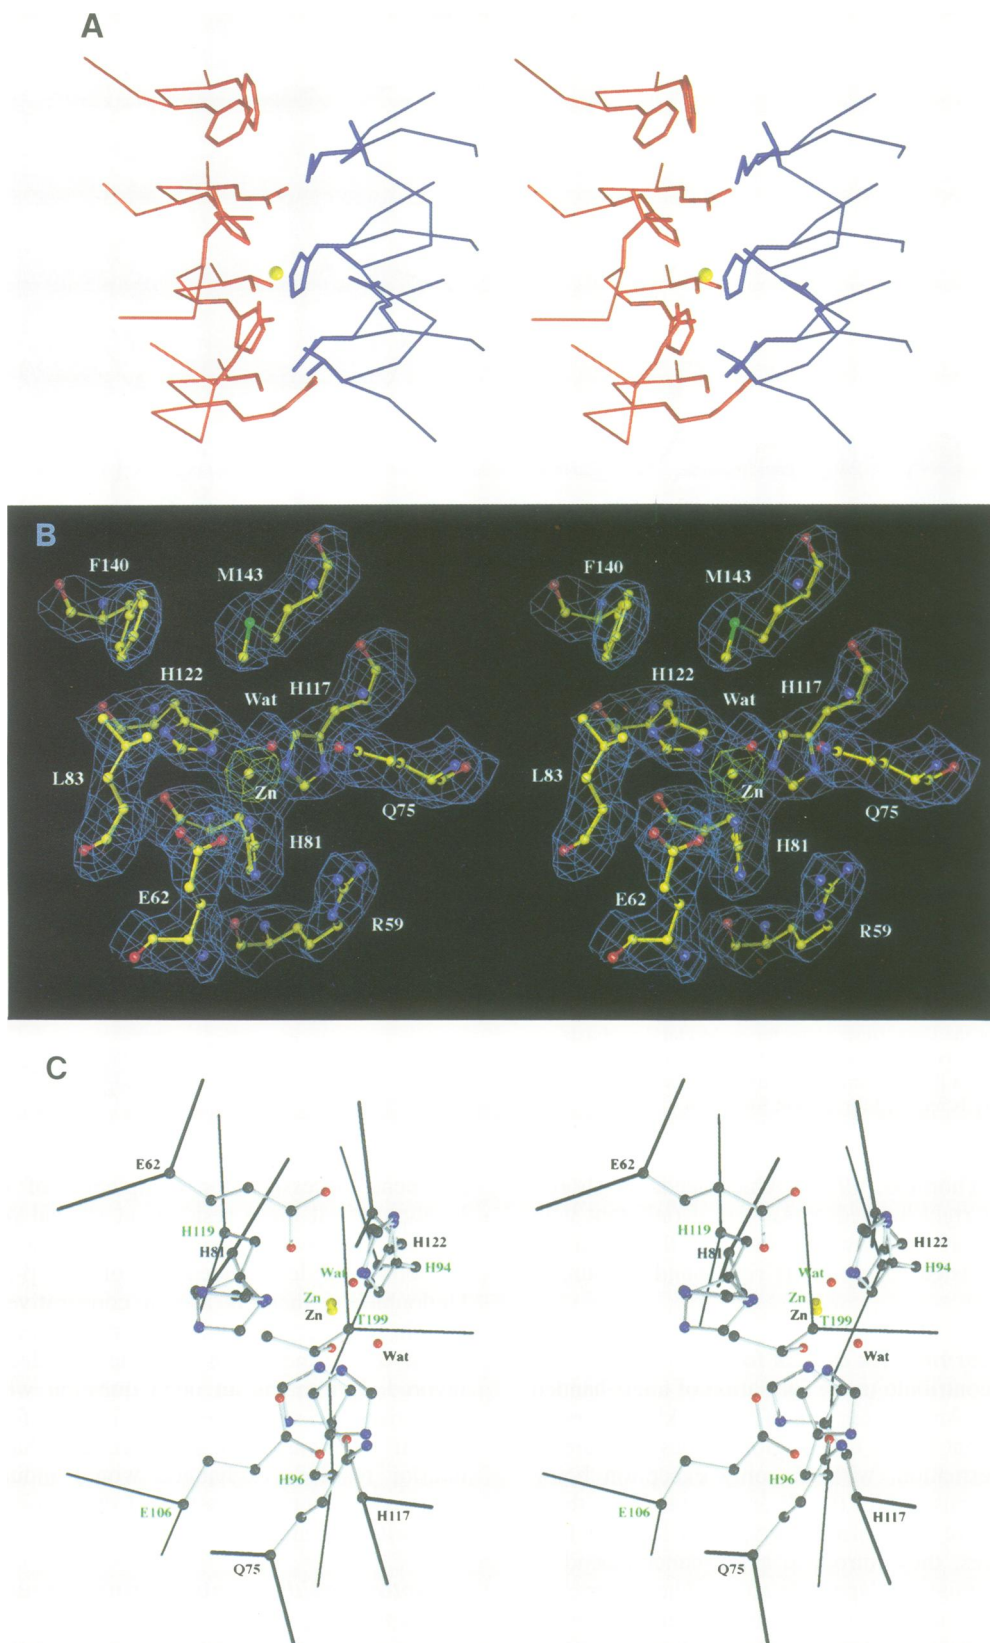 A
B
F140
M143
F140
M143
H122
Wat
H117
H122
Wat
H117
L83
Zn
Q75
L83
Zn
Q75
H81
H81
E62
R59
E62
R59
C
E62
E62
H119
H81
H122
H94
H119
H81
H122
H94
Wat
Zn
Zn
T199
Wat
Wat
Zn
Zn
T199
Wat
E106
H96
H117
E106
H96
H117
Q75
Q75